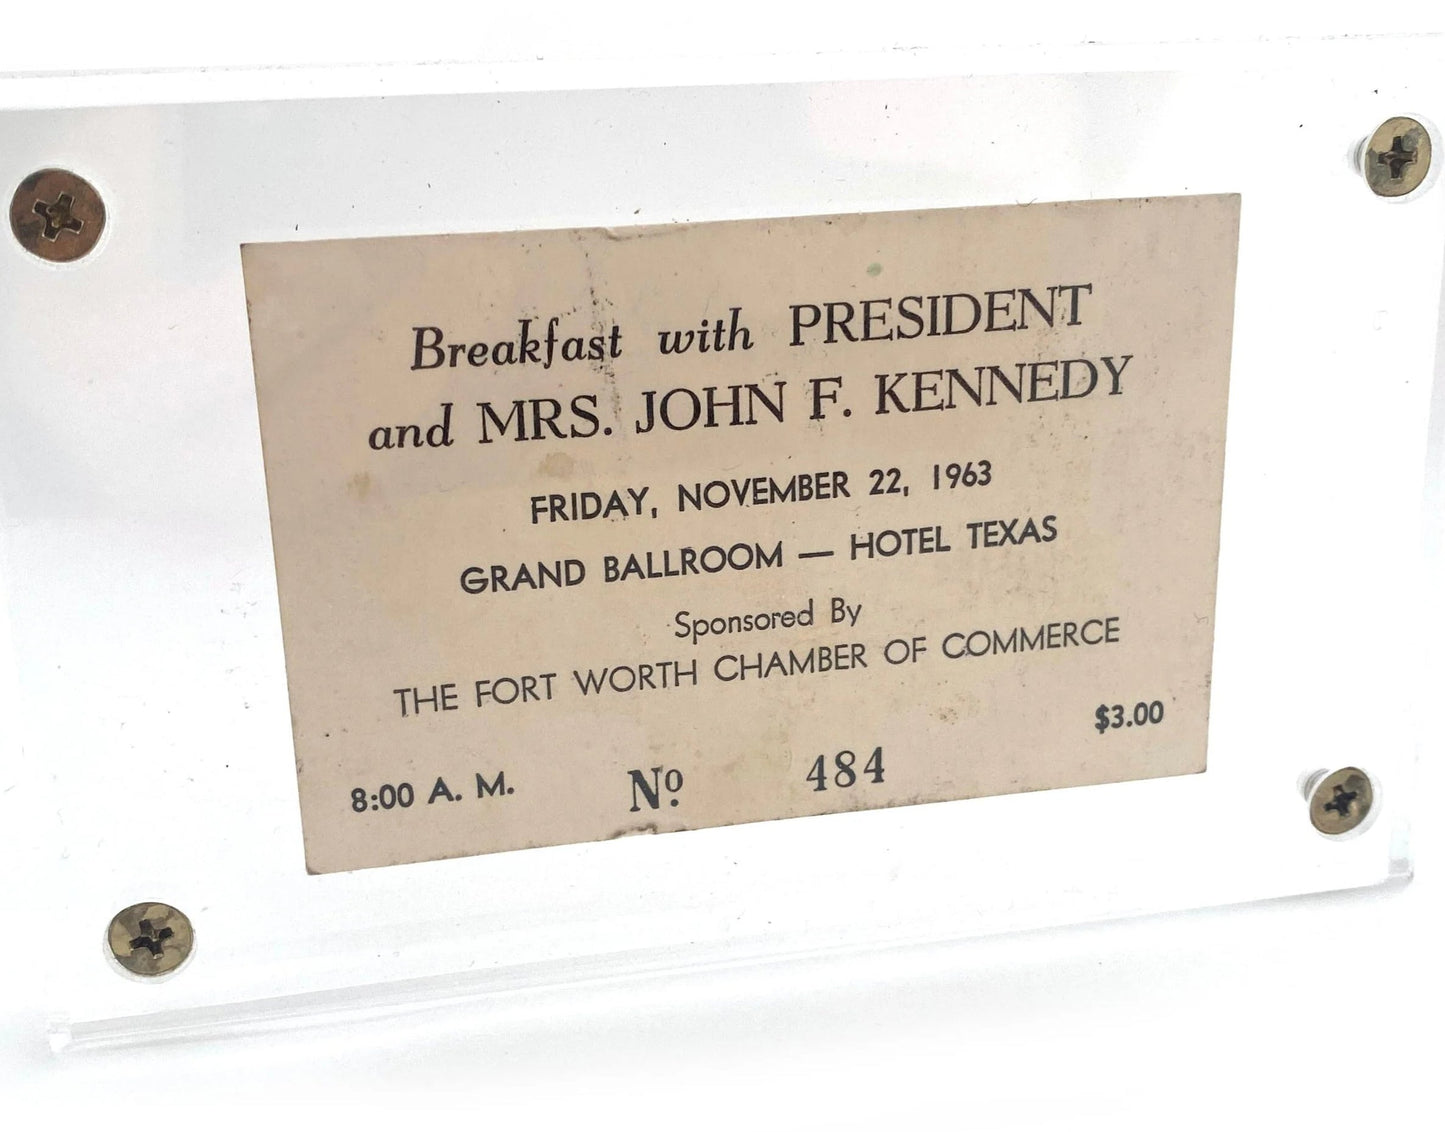 Breakfast with PRESIDENT
and MRS. JOHN F. KENNEDY
FRIDAY, NOVEMBER 22, 1963
GRAND BALLROOM — HOTEL TEXAS
Sponsored By
THE FORT WORTH CHAMBER OF COMMERCE
$3.00
8:00 A. M. Nº 484